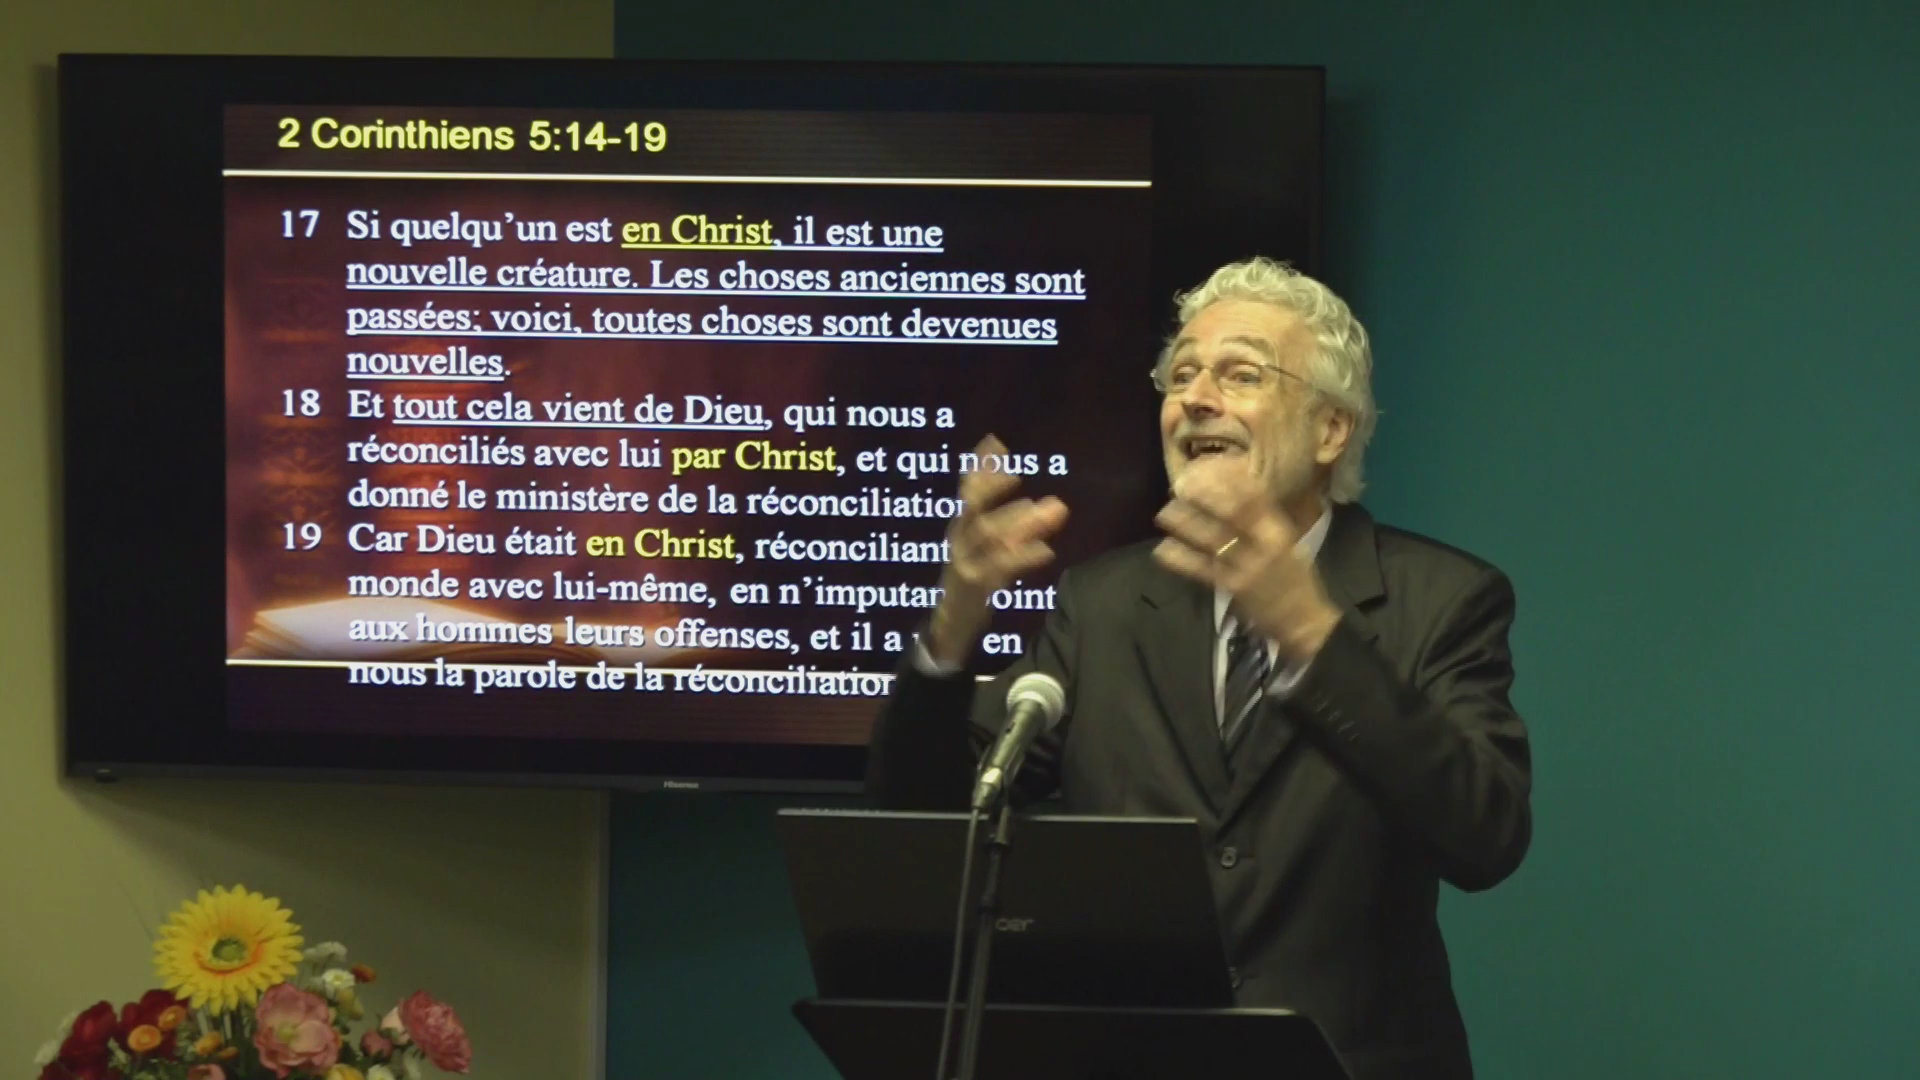 2 Corinthiens 5:14-19
17 Si quelqu’un est en Christ, il est une
nouvelle créature. Les choses anciennes sont
passées; voici, toutes choses sont devenues
nouvelles.
18 Et tout cela vient de Dieu, qui nous a
réconciliés avec lui par Christ, et qui nous a
donné le ministère de la
19 Car Dieu était en Christ, réconciliant
monde avec lui-même, en
aux hommes leurs offenses, et il a en
nous la parole de la
Hisense